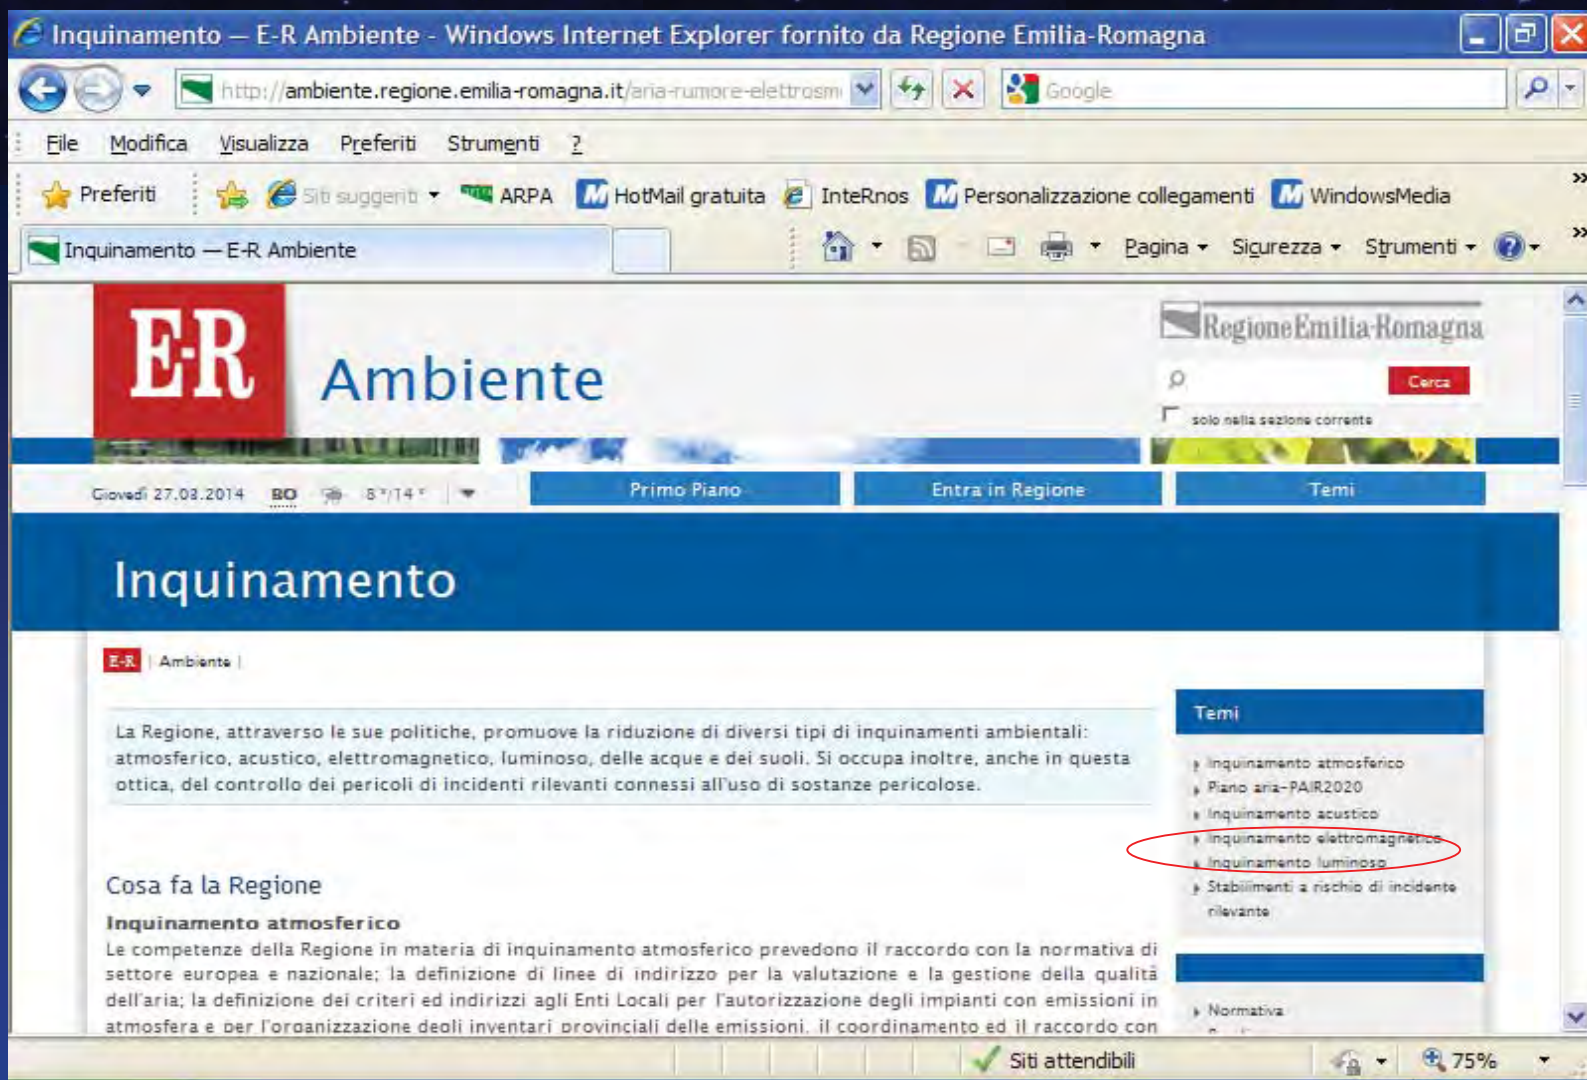 Inquinamento — E-R Ambiente - Windows Internet Explorer fornito da Regione Emilia-Romagna
http://ambiente.regione.emilia-romagna.it/aria-rumore-elettrosm
Google
File Modifica Visualizza Preferiti Strumenti ?
Preferiti Siti suggeriti ARPA HotMail gratuita InteRnos Personalizzazione collegamenti WindowsMedia
Inquinamento — E-R Ambiente
Pagina Sicurezza Strumenti
E-R
Ambiente
RegioneEmilia-Romagna
Cerca
solo nella sezione corrente
Giovedì 27.03.2014 BO 8°/14°
Primo Piano Entra in Regione Temi
Inquinamento
E-R | Ambiente |
La Regione, attraverso le sue politiche, promuove la riduzione di diversi tipi di inquinamenti ambientali:
atmosferico, acustico, elettromagnetico, luminoso, delle acque e dei suoli. Si occupa inoltre, anche in questa
ottica, del controllo dei pericoli di incidenti rilevanti connessi all'uso di sostanze pericolose.
Temi
Inquinamento atmosferico
Piano aria-PAIR2020
Inquinamento acustico
Inquinamento elettromagnetico
Inquinamento luminoso
Stabilimenti a rischio di incidente
rilevante
Cosa fa la Regione
Inquinamento atmosferico
Le competenze della Regione in materia di inquinamento atmosferico prevedono il raccordo con la normativa di
settore europea e nazionale; la definizione di linee di indirizzo per la valutazione e la gestione della qualità
dell'aria; la definizione dei criteri ed indirizzi agli Enti Locali per l'autorizzazione degli impianti con emissioni in
atmosfera e per l'organizzazione degli inventari provinciali delle emissioni, il coordinamento ed il raccordo con
Normativa
Siti attendibili
75%